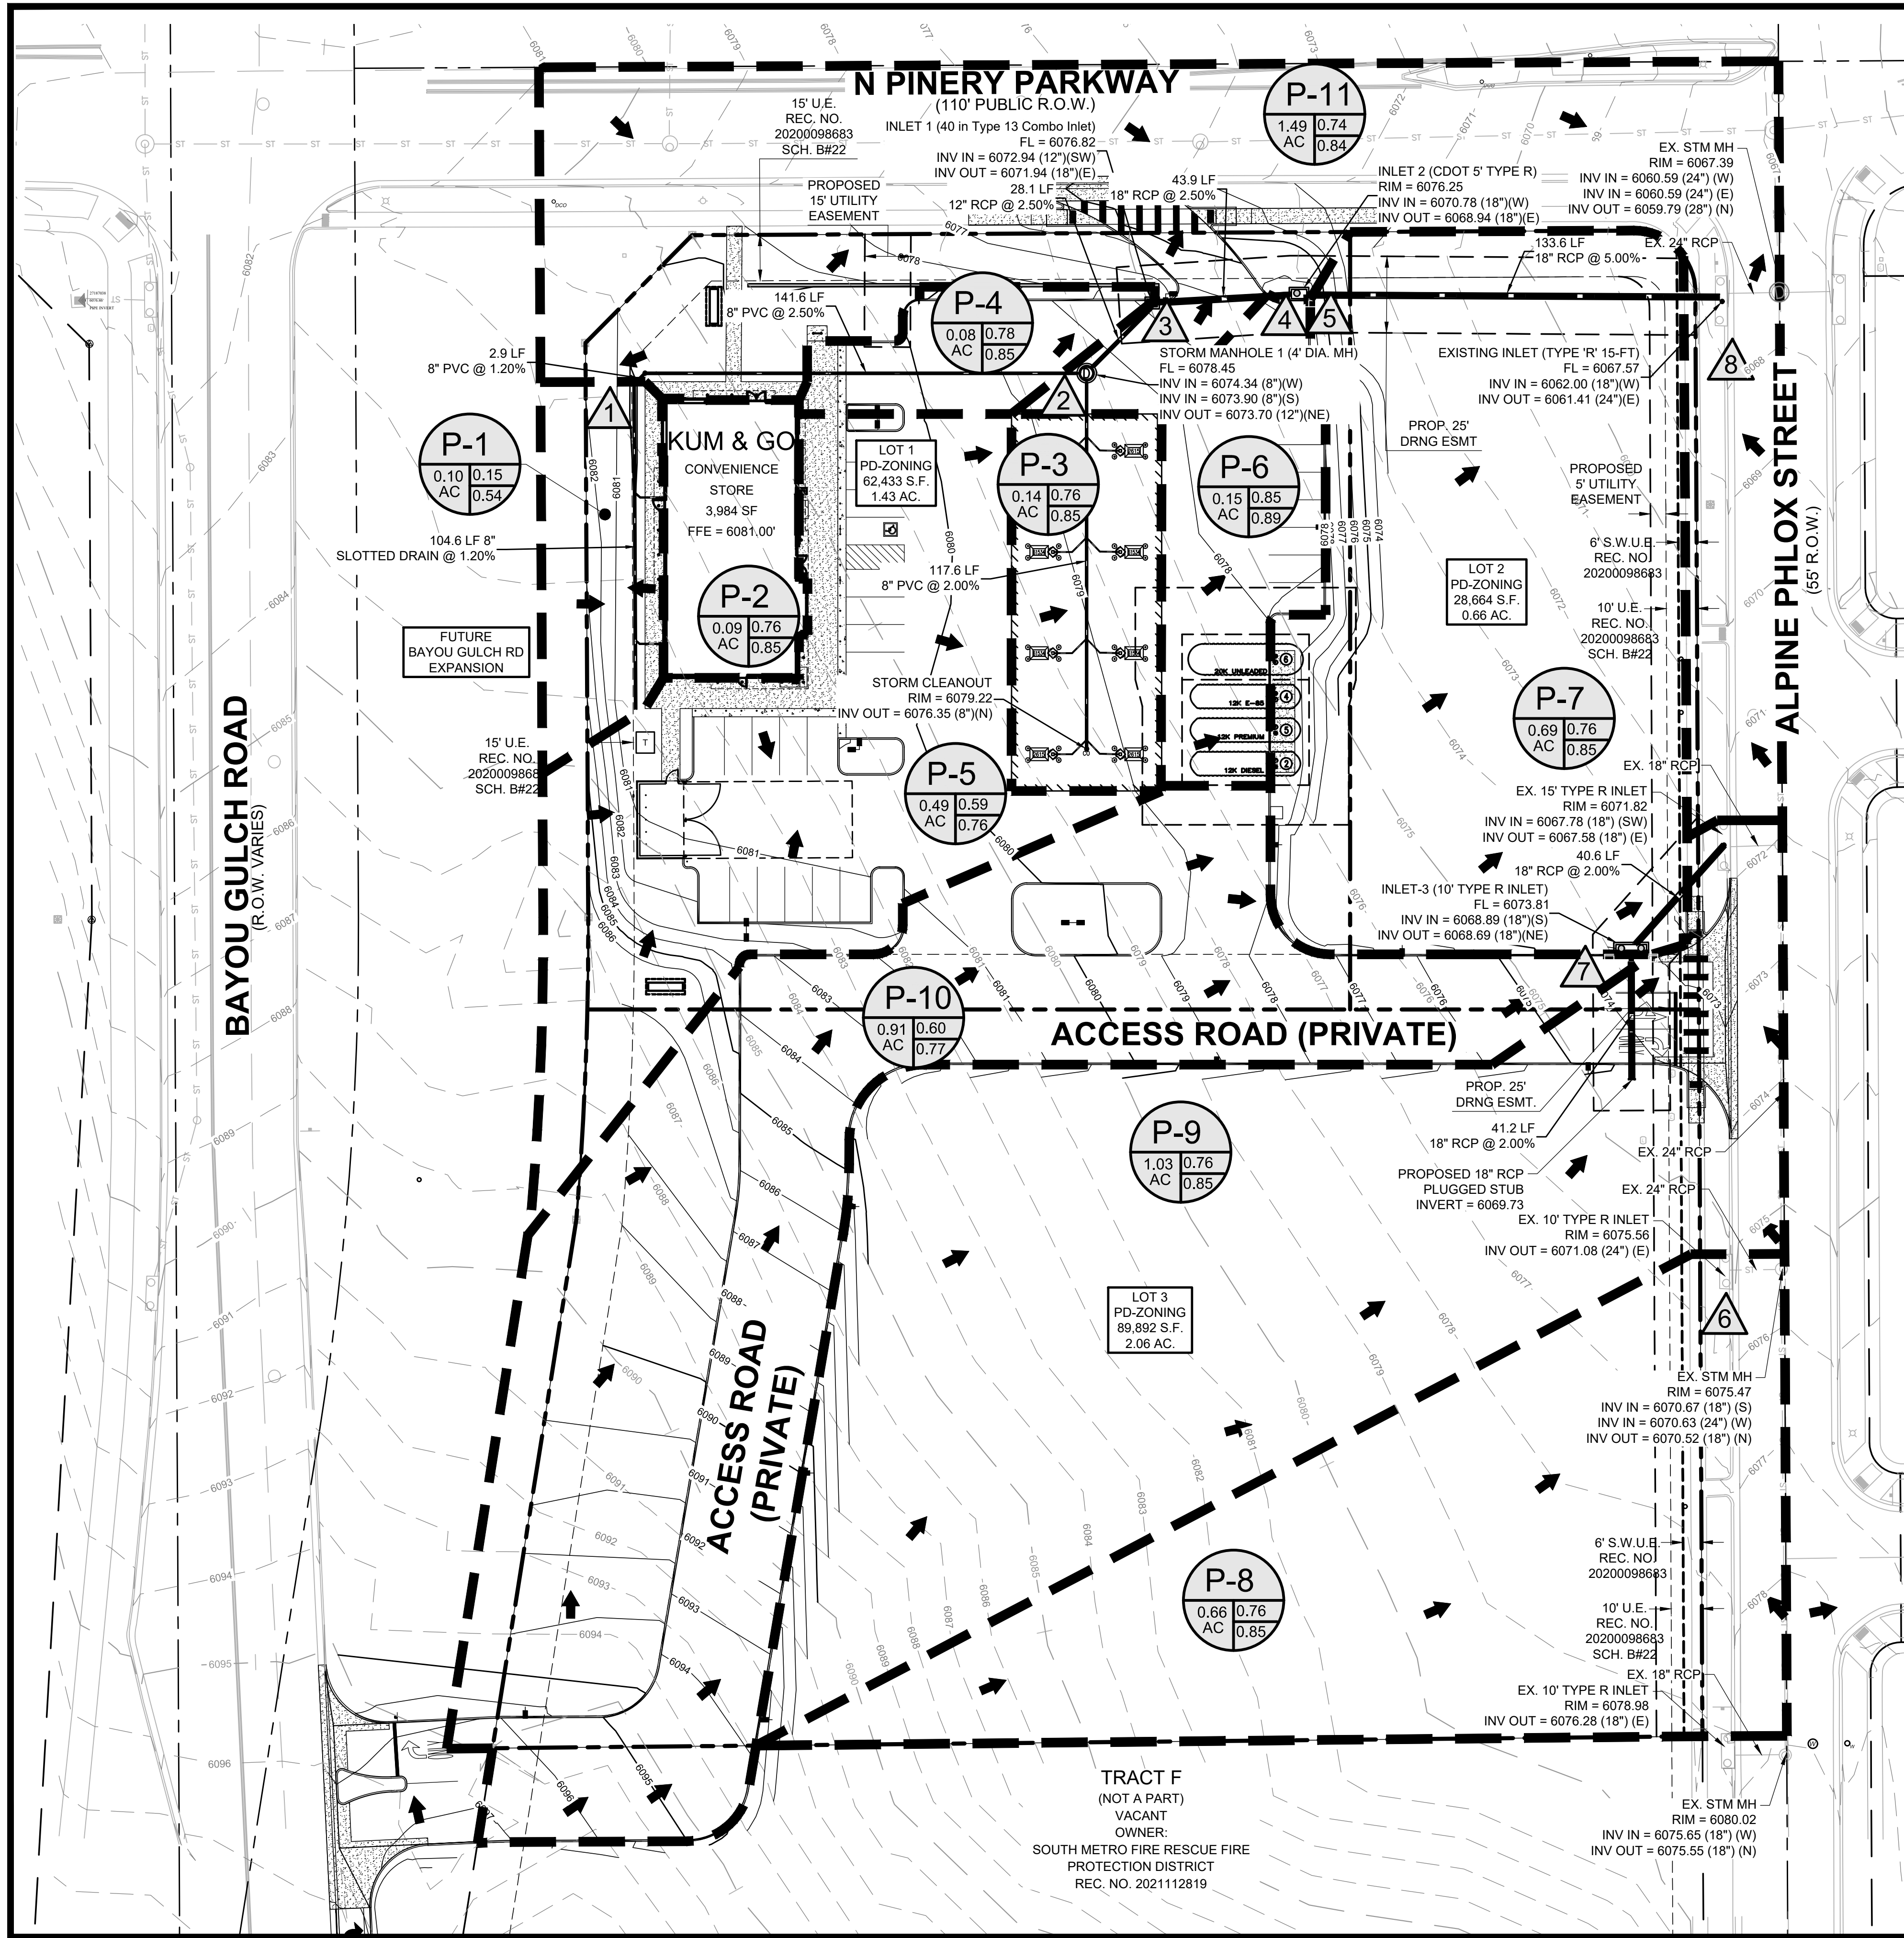 N PINERY PARKWAY
(110' PUBLIC R.O.W.)
15' U.E.
REC. NO.
20200098683
SCH. B#22
INLET 1 (40 in Type 13 Combo Inlet)
FL = 6076.82
INV IN = 6072.94 (12")(SW)
INV OUT = 6071.94 (18")(E)
28.1 LF
12" RCP @ 2.50%
43.9 LF
18" RCP @ 2.50%
P-11
1.49 0.74
AC 0.84
INLET 2 (CDOT 5' TYPE R)
RIM = 6076.25
INV IN = 6070.78 (18")(W)
INV OUT = 6068.94 (18")(E)
EX. STM MH
RIM = 6067.39
INV IN = 6060.59 (24") (W)
INV IN = 6060.59 (24") (E)
INV OUT = 6059.79 (28") (N)
EX. 24" RCP
133.6 LF
18" RCP @ 5.00%
PROPOSED
15' UTILITY
EASEMENT
141.6 LF
8" PVC @ 2.50%
2.9 LF
8" PVC @ 1.20%
P-4
0.08 0.78
AC 0.85
3
4
5
8
2
1
STORM MANHOLE 1 (4' DIA. MH)
FL = 6078.45
INV IN = 6074.34 (8")(W)
INV IN = 6073.90 (8")(S)
INV OUT = 6073.70 (12")(NE)
EXISTING INLET (TYPE 'R' 15-FT)
FL = 6067.57
INV IN = 6062.00 (18")(W)
INV OUT = 6061.41 (24")(E)
PROP. 25'
DRNG ESMT
P-1
0.10 0.15
AC 0.54
KUM & GO
CONVENIENCE
STORE
3,984 SF
FFE = 6081.00'
LOT 1
PD-ZONING
62,433 S.F.
1.43 AC.
P-3
0.14 0.76
AC 0.85
P-6
0.15 0.85
AC 0.89
PROPOSED
5' UTILITY
EASEMENT
6' S.W.U.E.
REC. NO.
20200098683
10' U.E.
REC. NO.
20200098683
SCH. B#22
ALPINE PHLOX STREET
(55' R.O.W.)
104.6 LF 8"
SLOTTED DRAIN @ 1.20%
117.6 LF
8" PVC @ 2.00%
P-2
0.09 0.76
AC 0.85
LOT 2
PD-ZONING
28,664 S.F.
0.66 AC.
FUTURE
BAYOU GULCH RD
EXPANSION
20K UNLEADED
12K E-85
12K PREMIUM
12K DIESEL
6
4
5
2
STORM CLEANOUT
RIM = 6079.22
INV OUT = 6076.35 (8")(N)
P-7
0.69 0.76
AC 0.85
BAYOU GULCH ROAD
(R.O.W. VARIES)
15' U.E.
REC. NO.
2020009868
SCH. B#22
T
P-5
0.49 0.59
AC 0.76
EX. 18" RCP
EX. 15' TYPE R INLET
RIM = 6071.82
INV IN = 6067.78 (18") (SW)
INV OUT = 6067.58 (18") (E)
40.6 LF
18" RCP @ 2.00%
INLET-3 (10' TYPE R INLET)
FL = 6073.81
INV IN = 6068.89 (18")(S)
INV OUT = 6068.69 (18")(NE)
7
P-10
0.91 0.60
AC 0.77
ACCESS ROAD (PRIVATE)
PROP. 25'
DRNG ESMT.
41.2 LF
18" RCP @ 2.00%
P-9
1.03 0.76
AC 0.85
EX. 24" RCP
PROPOSED 18" RCP
PLUGGED STUB
INVERT = 6069.73
EX. 24" RCP
EX. 10' TYPE R INLET
RIM = 6075.56
INV OUT = 6071.08 (24") (E)
6
LOT 3
PD-ZONING
89,892 S.F.
2.06 AC.
ACCESS ROAD
(PRIVATE)
EX. STM MH
RIM = 6075.47
INV IN = 6070.67 (18") (S)
INV IN = 6070.63 (24") (W)
INV OUT = 6070.52 (18") (N)
P-8
0.66 0.76
AC 0.85
6' S.W.U.E.
REC. NO.
20200098683
10' U.E.
REC. NO.
20200098683
SCH. B#22
EX. 18" RCP
EX. 10' TYPE R INLET
RIM = 6078.98
INV OUT = 6076.28 (18") (E)
TRACT F
(NOT A PART)
VACANT
OWNER:
SOUTH METRO FIRE RESCUE FIRE
PROTECTION DISTRICT
REC. NO. 2021112819
EX. STM MH
RIM = 6080.02
INV IN = 6075.65 (18") (W)
INV OUT = 6075.55 (18") (N)